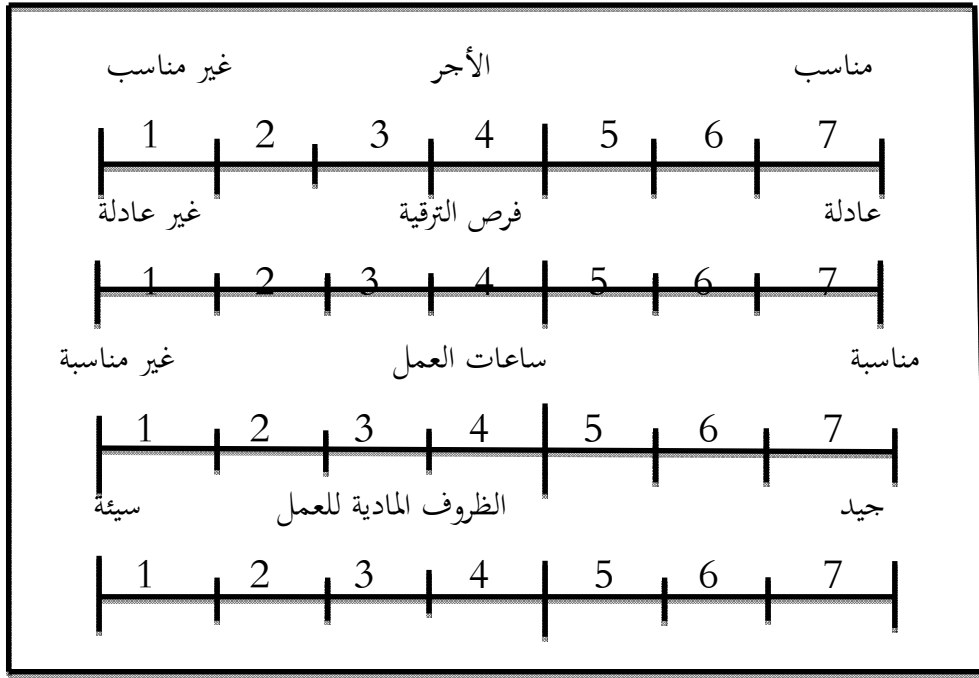 مناسب الأجر غير مناسب
1 2 3 4 5 6 7
عادلة فرص الترقية غير عادلة
1 2 3 4 5 6 7
مناسبة ساعات العمل غير مناسبة
1 2 3 4 5 6 7
جيد الظروف المادية للعمل سيئة
1 2 3 4 5 6 7